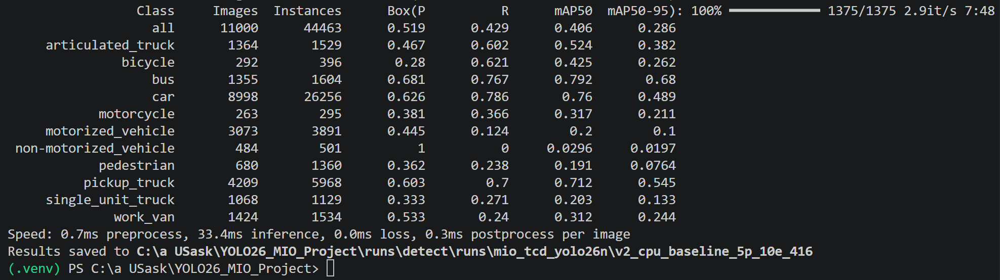 Class Images Instances Box(P R mAP50 mAP50-95): 100% ━━━━━━━━━━━━ 1375/1375 2.9it/s 7:48
all 11000 44463 0.519 0.429 0.406 0.286
articulated_truck 1364 1529 0.467 0.602 0.524 0.382
bicycle 292 396 0.28 0.621 0.425 0.262
bus 1355 1604 0.681 0.767 0.792 0.68
car 8998 26256 0.626 0.786 0.76 0.489
motorcycle 263 295 0.381 0.366 0.317 0.211
motorized_vehicle 3073 3891 0.445 0.124 0.2 0.1
non-motorized_vehicle 484 501 1 0 0.0296 0.0197
pedestrian 680 1360 0.362 0.238 0.191 0.0764
pickup_truck 4209 5968 0.603 0.7 0.712 0.545
single_unit_truck 1068 1129 0.333 0.271 0.203 0.133
work_van 1424 1534 0.533 0.24 0.312 0.244
Speed: 0.7ms preprocess, 33.4ms inference, 0.0ms loss, 0.3ms postprocess per image
Results saved to C:\a USask\YOLO26_MIO_Project\runs\detect\runs\mio_tcd_yolo26n\v2_cpu_baseline_5p_10e_416
(.venv) PS C:\a USask\YOLO26_MIO_Project>